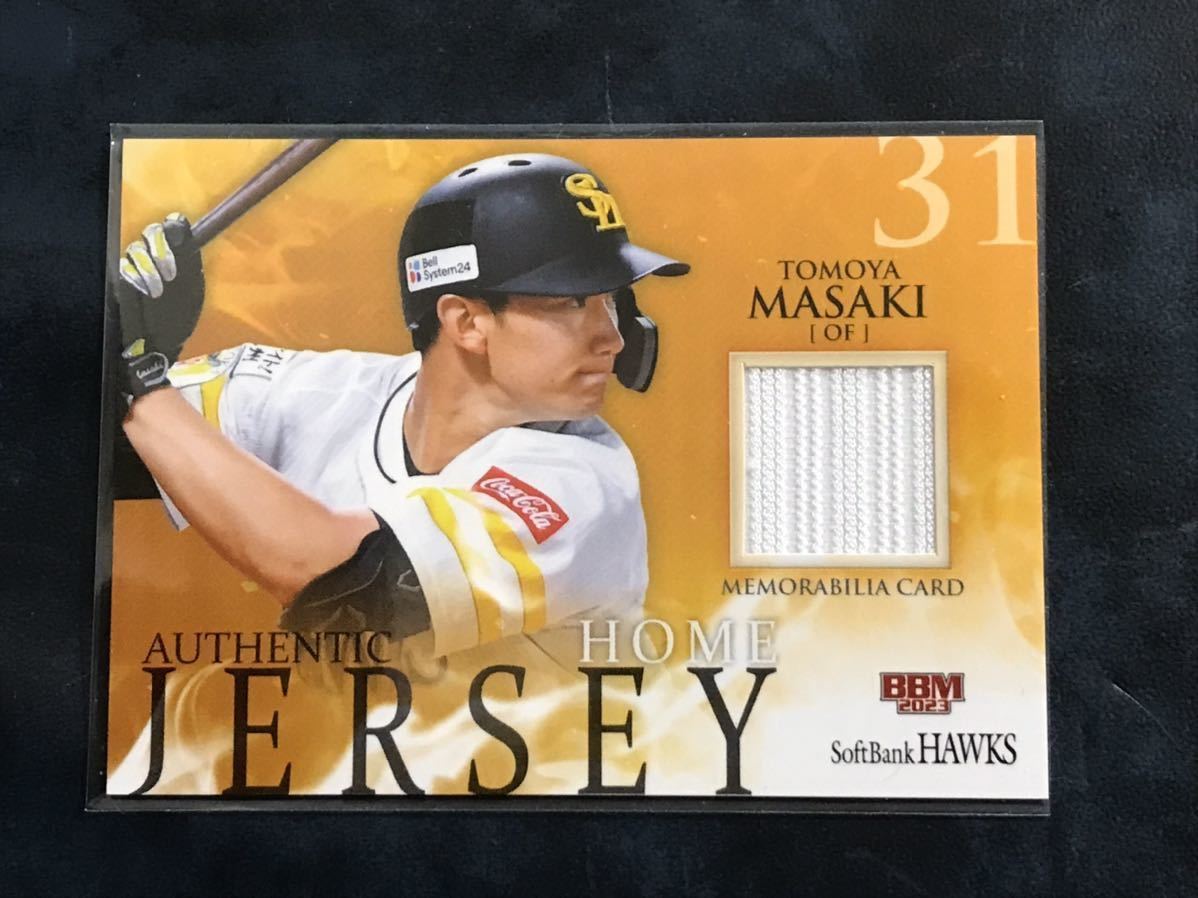 31
TOMOYA
MASAKI
[ OF ]
SH
Bell
System24
Coca-Cola
MEMORABILIA CARD
AUTHENTIC HOME
JERSEY
BBM
2023
SoftBank HAWKS